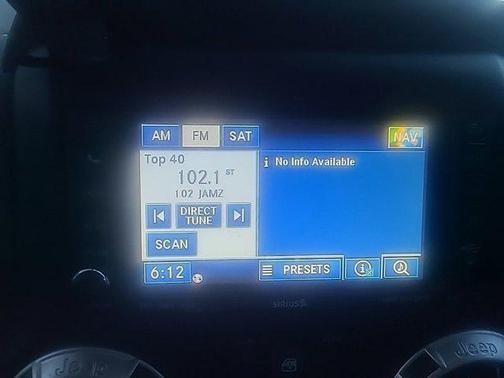 AM FM SAT NAV
Top 40
i No Info Available
102.1 ST
102 JAMZ
DIRECT
TUNE
SCAN
6:12 PRESETS i
SIRIUS
Jeep Jeep